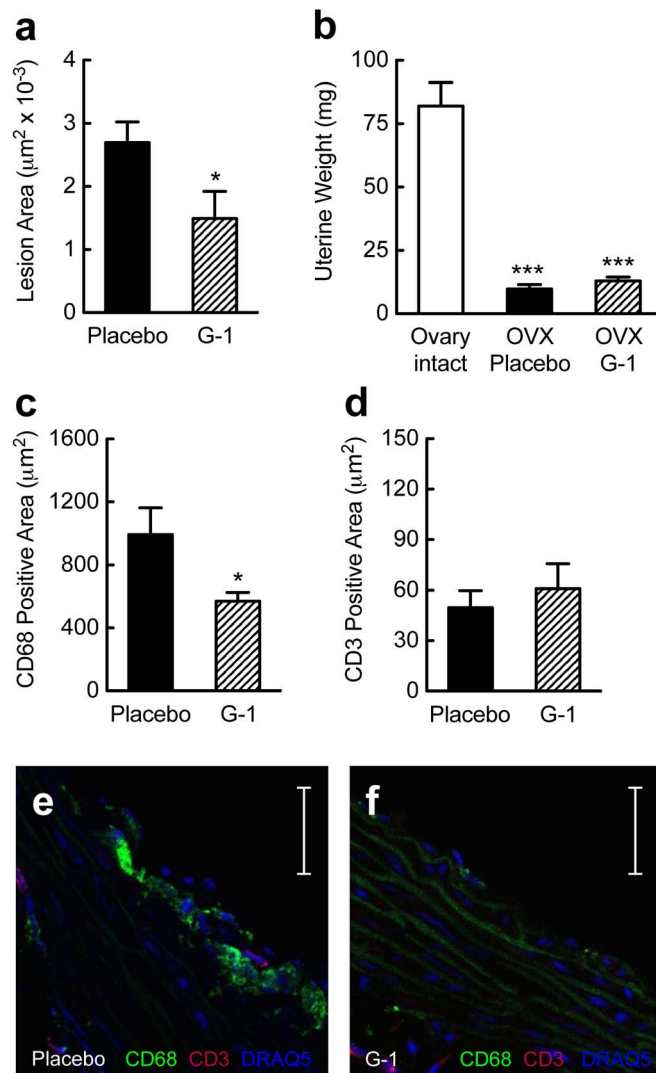 a
Lesion Area (μm² x 10⁻³)
4
3
2
1
0
*
Placebo
G-1
b
Uterine Weight (mg)
100
75
50
25
0
***
***
Ovary
intact
OVX
Placebo
OVX
G-1
c
CD68 Positive Area (μm²)
1600
1200
800
400
0
*
Placebo
G-1
d
CD3 Positive Area (μm²)
150
120
90
60
30
0
Placebo
G-1
e
Placebo CD68 CD3 DRAQ5
f
G-1 CD68 CD3 DRAQ5